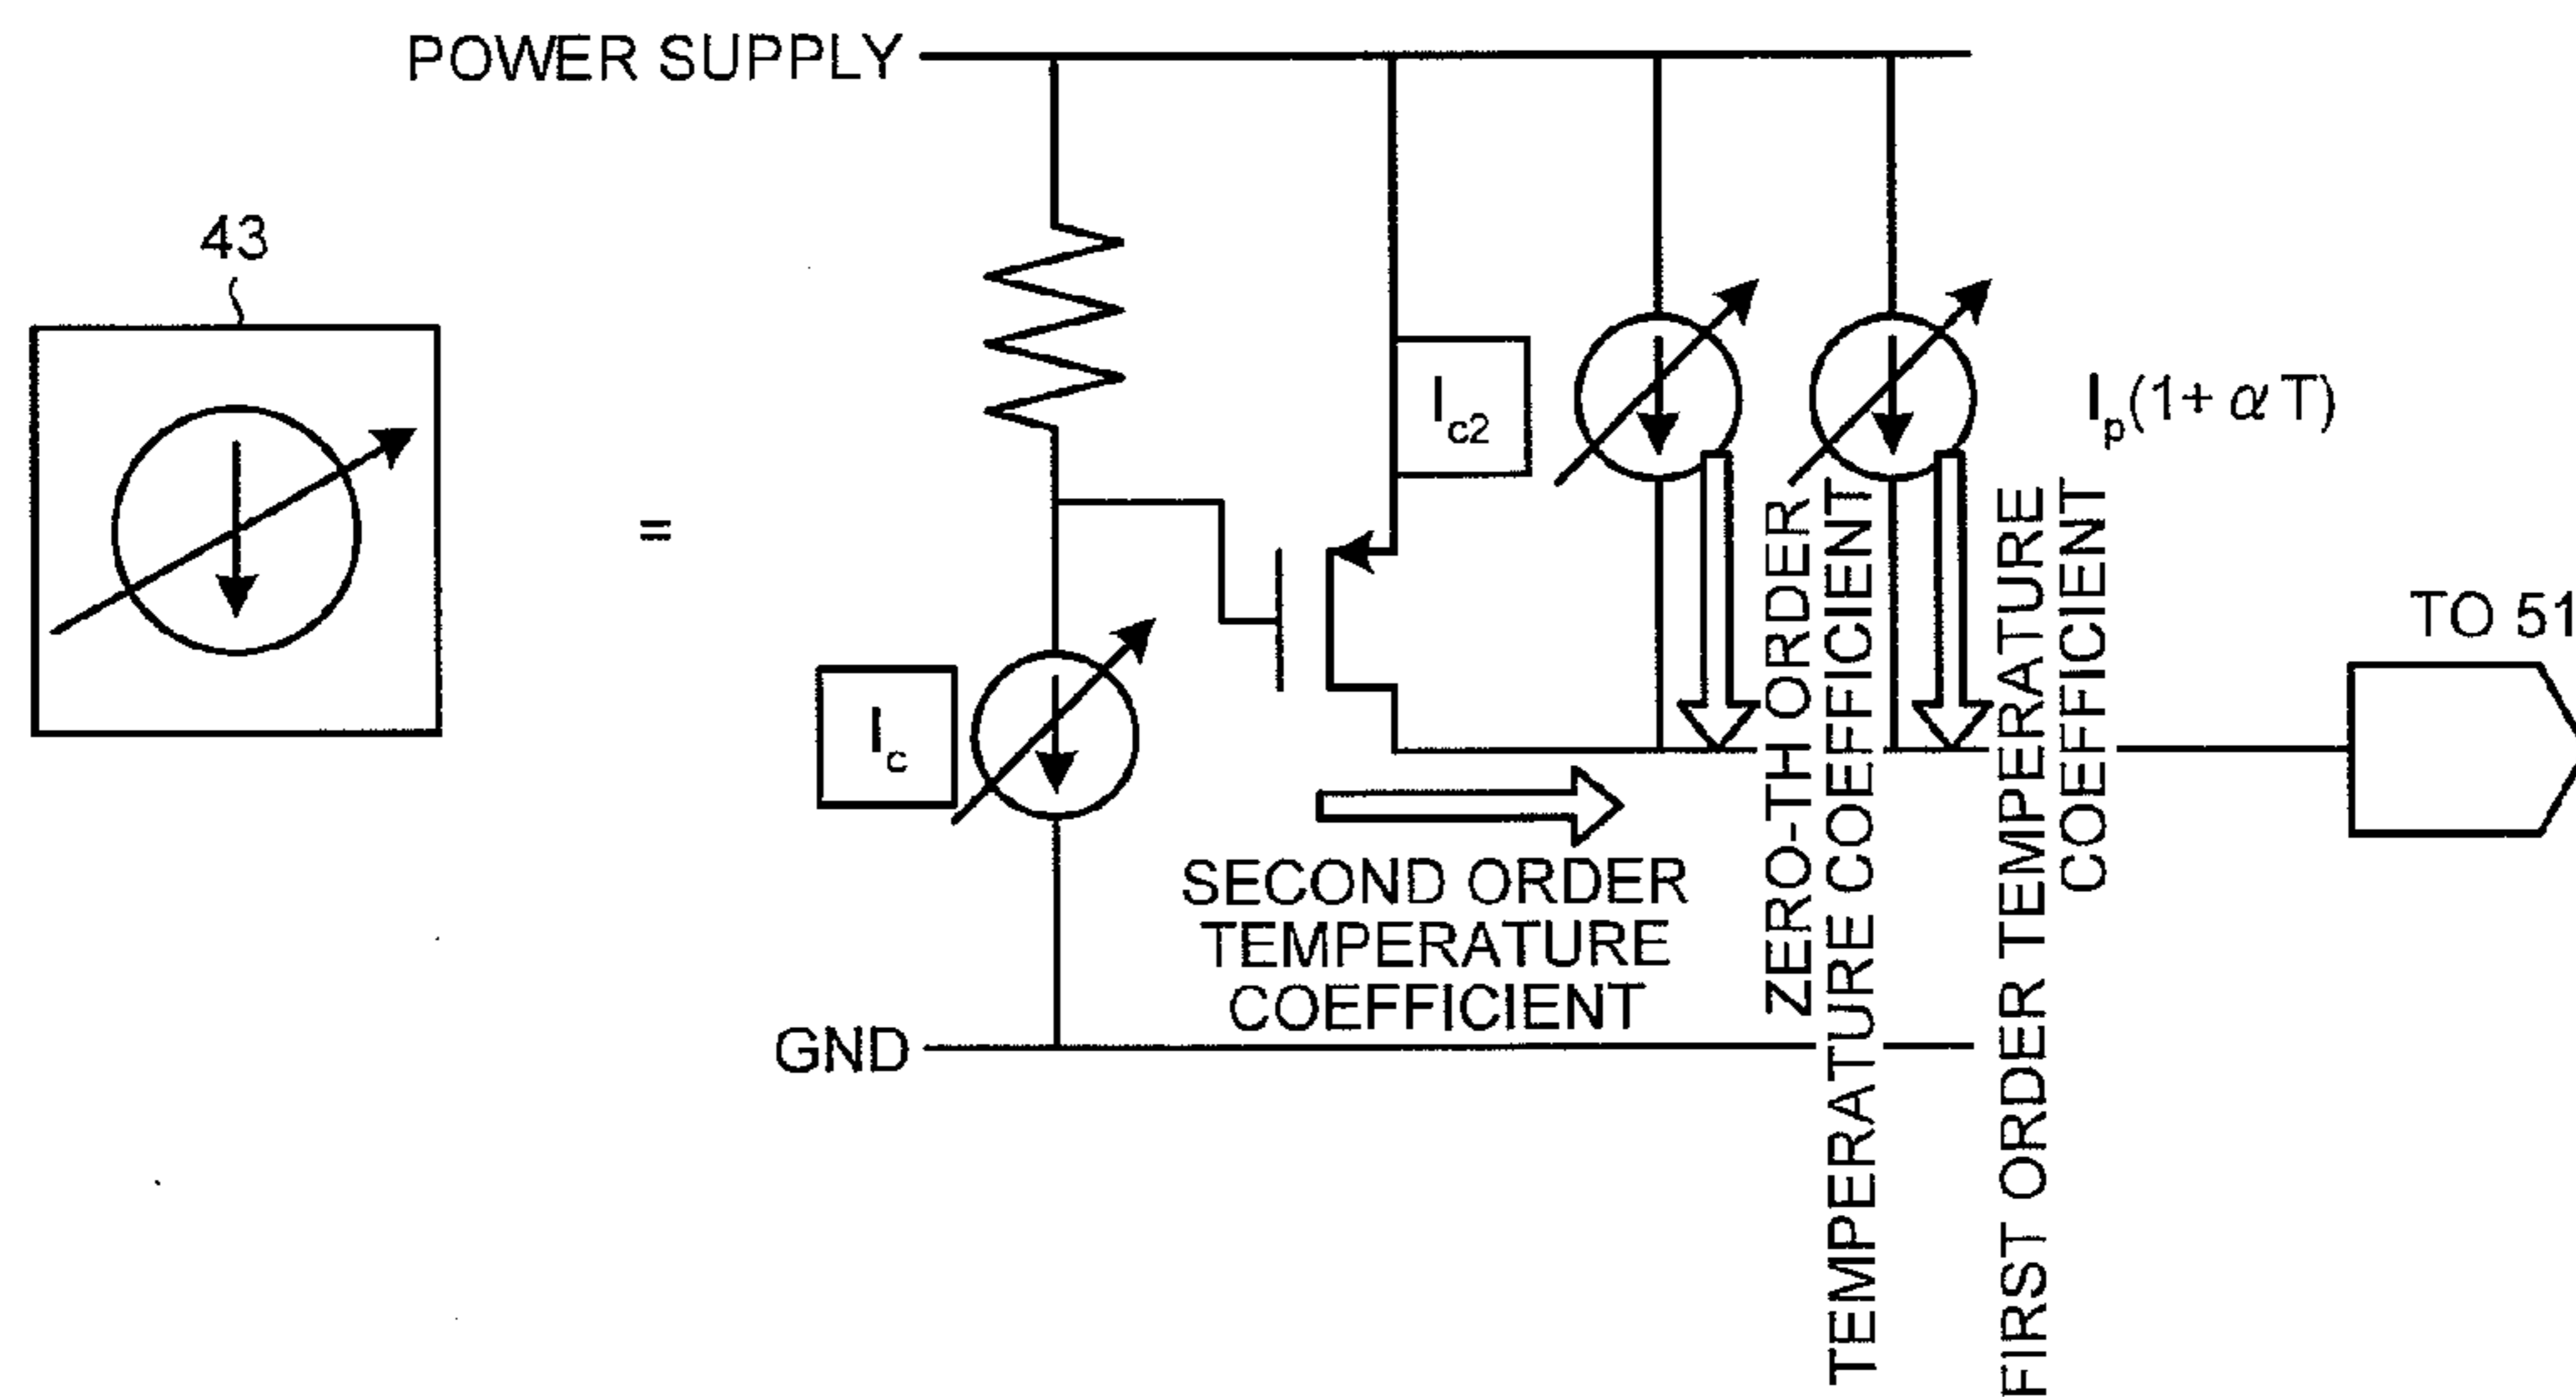 POWER SUPPLY
43
=
I_c2
I_p(1+ α T)
I_c
TO 51
SECOND ORDER
TEMPERATURE
COEFFICIENT
ZERO-TH ORDER
TEMPERATURE COEFFICIENT
FIRST ORDER TEMPERATURE
COEFFICIENT
GND